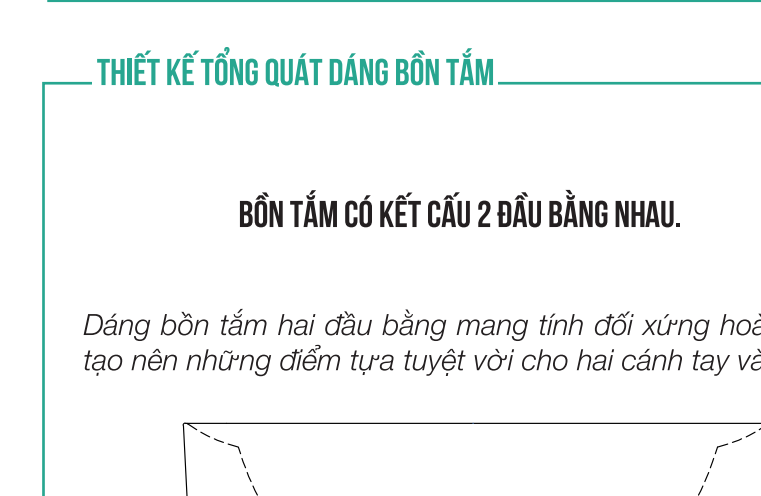 THIẾT KẾ TỔNG QUÁT DÁNG BỒN TẮM
BỒN TẮM CÓ KẾT CẤU 2 ĐẦU BẰNG NHAU.
Dáng bồn tắm hai đầu bằng mang tính đối xứng
tạo nên những điểm tựa tuyệt vời cho hai cánh tay